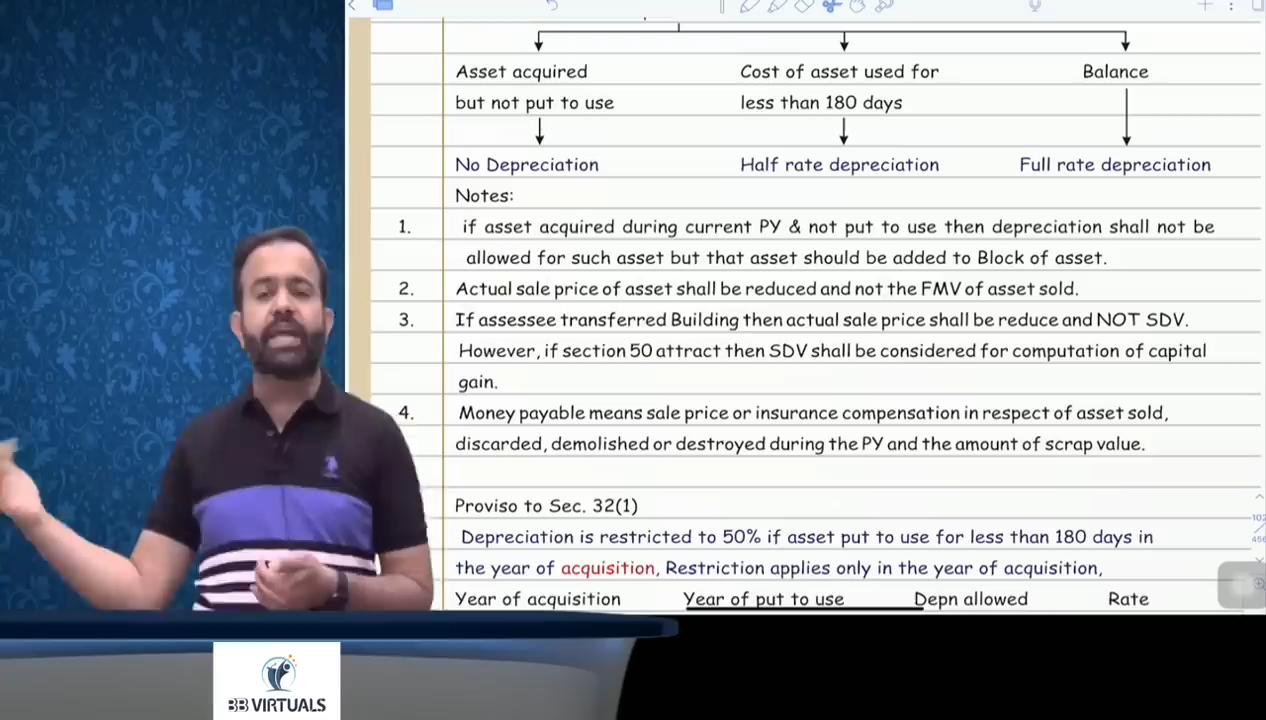 Asset acquired Cost of asset used for Balance
but not put to use less than 180 days
No Depreciation Half rate depreciation Full rate depreciation
Notes:
1. if asset acquired during current PY & not put to use then depreciation shall not be
allowed for such asset but that asset should be added to Block of asset.
2. Actual sale price of asset shall be reduced and not the FMV of asset sold.
3. If assessee transferred Building then actual sale price shall be reduce and NOT SDV.
However, if section 50 attract then SDV shall be considered for computation of capital
gain.
4. Money payable means sale price or insurance compensation in respect of asset sold,
discarded, demolished or destroyed during the PY and the amount of scrap value.
Proviso to Sec. 32(1)
Depreciation is restricted to 50% if asset put to use for less than 180 days in
the year of acquisition, Restriction applies only in the year of acquisition,
Year of acquisition Year of put to use Depn allowed Rate
BB VIRTUALS